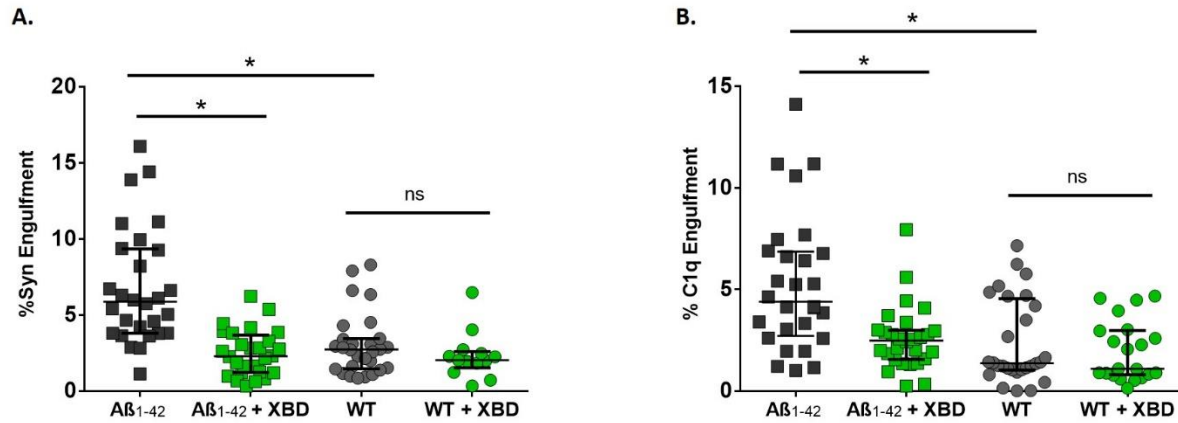 A.
*
*
ns
%Syn Engulfment
20
15
10
5
0
Aß1-42
Aß1-42 + XBD
WT
WT + XBD
B.
*
*
ns
% C1q Engulfment
15
10
5
0
Aß1-42
Aß1-42 + XBD
WT
WT + XBD